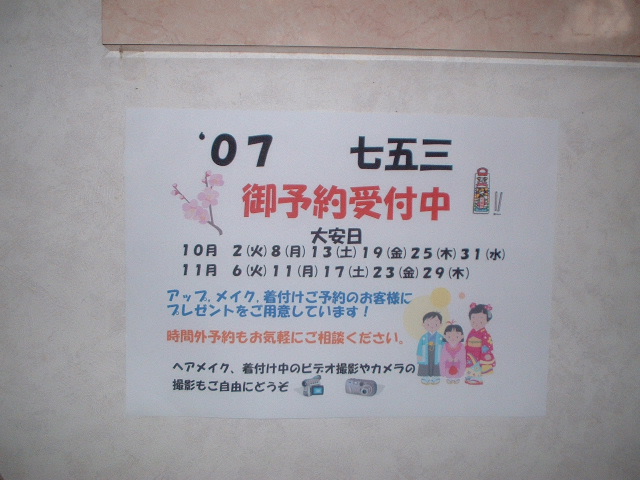 '07 七五三
御予約受付中
大安日
10月 2(火)8(月)13(土)19(金)25(木)31(水)
11月 6(火)11(月)17(土)23(金)29(木)
アップ、メイク、着付けご予約のお客様に
プレゼントをご用意しています！
時間外予約もお気軽にご相談ください。
ヘアメイク、着付け中のビデオ撮影やカメラの
撮影もご自由にどうぞ